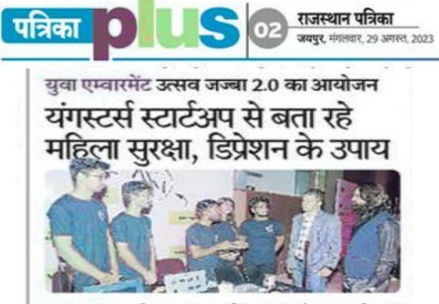 पत्रिका plus 02 राजस्थान पत्रिका
जयपुर, मंगलवार, 29 अगस्त, 2023
युवा एम्वारमेंट उत्सव जज्बा 2.0 का आयोजन
यंगस्टर्स स्टार्टअप से बता रहे
महिला सुरक्षा, डिप्रेशन के उपाय